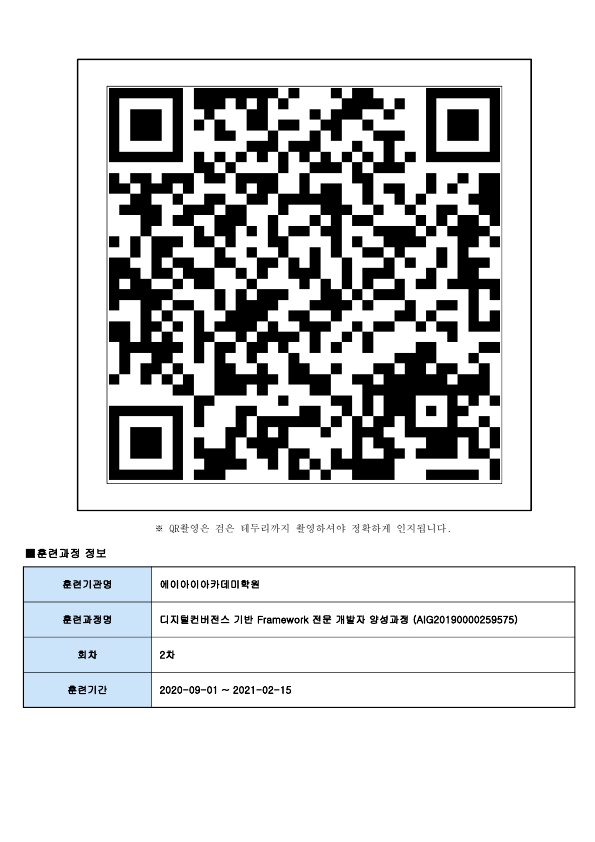 ※ QR촬영은 검은 테두리까지 촬영하셔야 정확하게 인지됩니다.
■훈련과정 정보
훈련기관명 에이아이아카데미학원
훈련과정명 디지털컨버전스 기반 Framework 전문 개발자 양성과정 (AIG20190000259575)
회차 2차
훈련기간 2020-09-01 ~ 2021-02-15